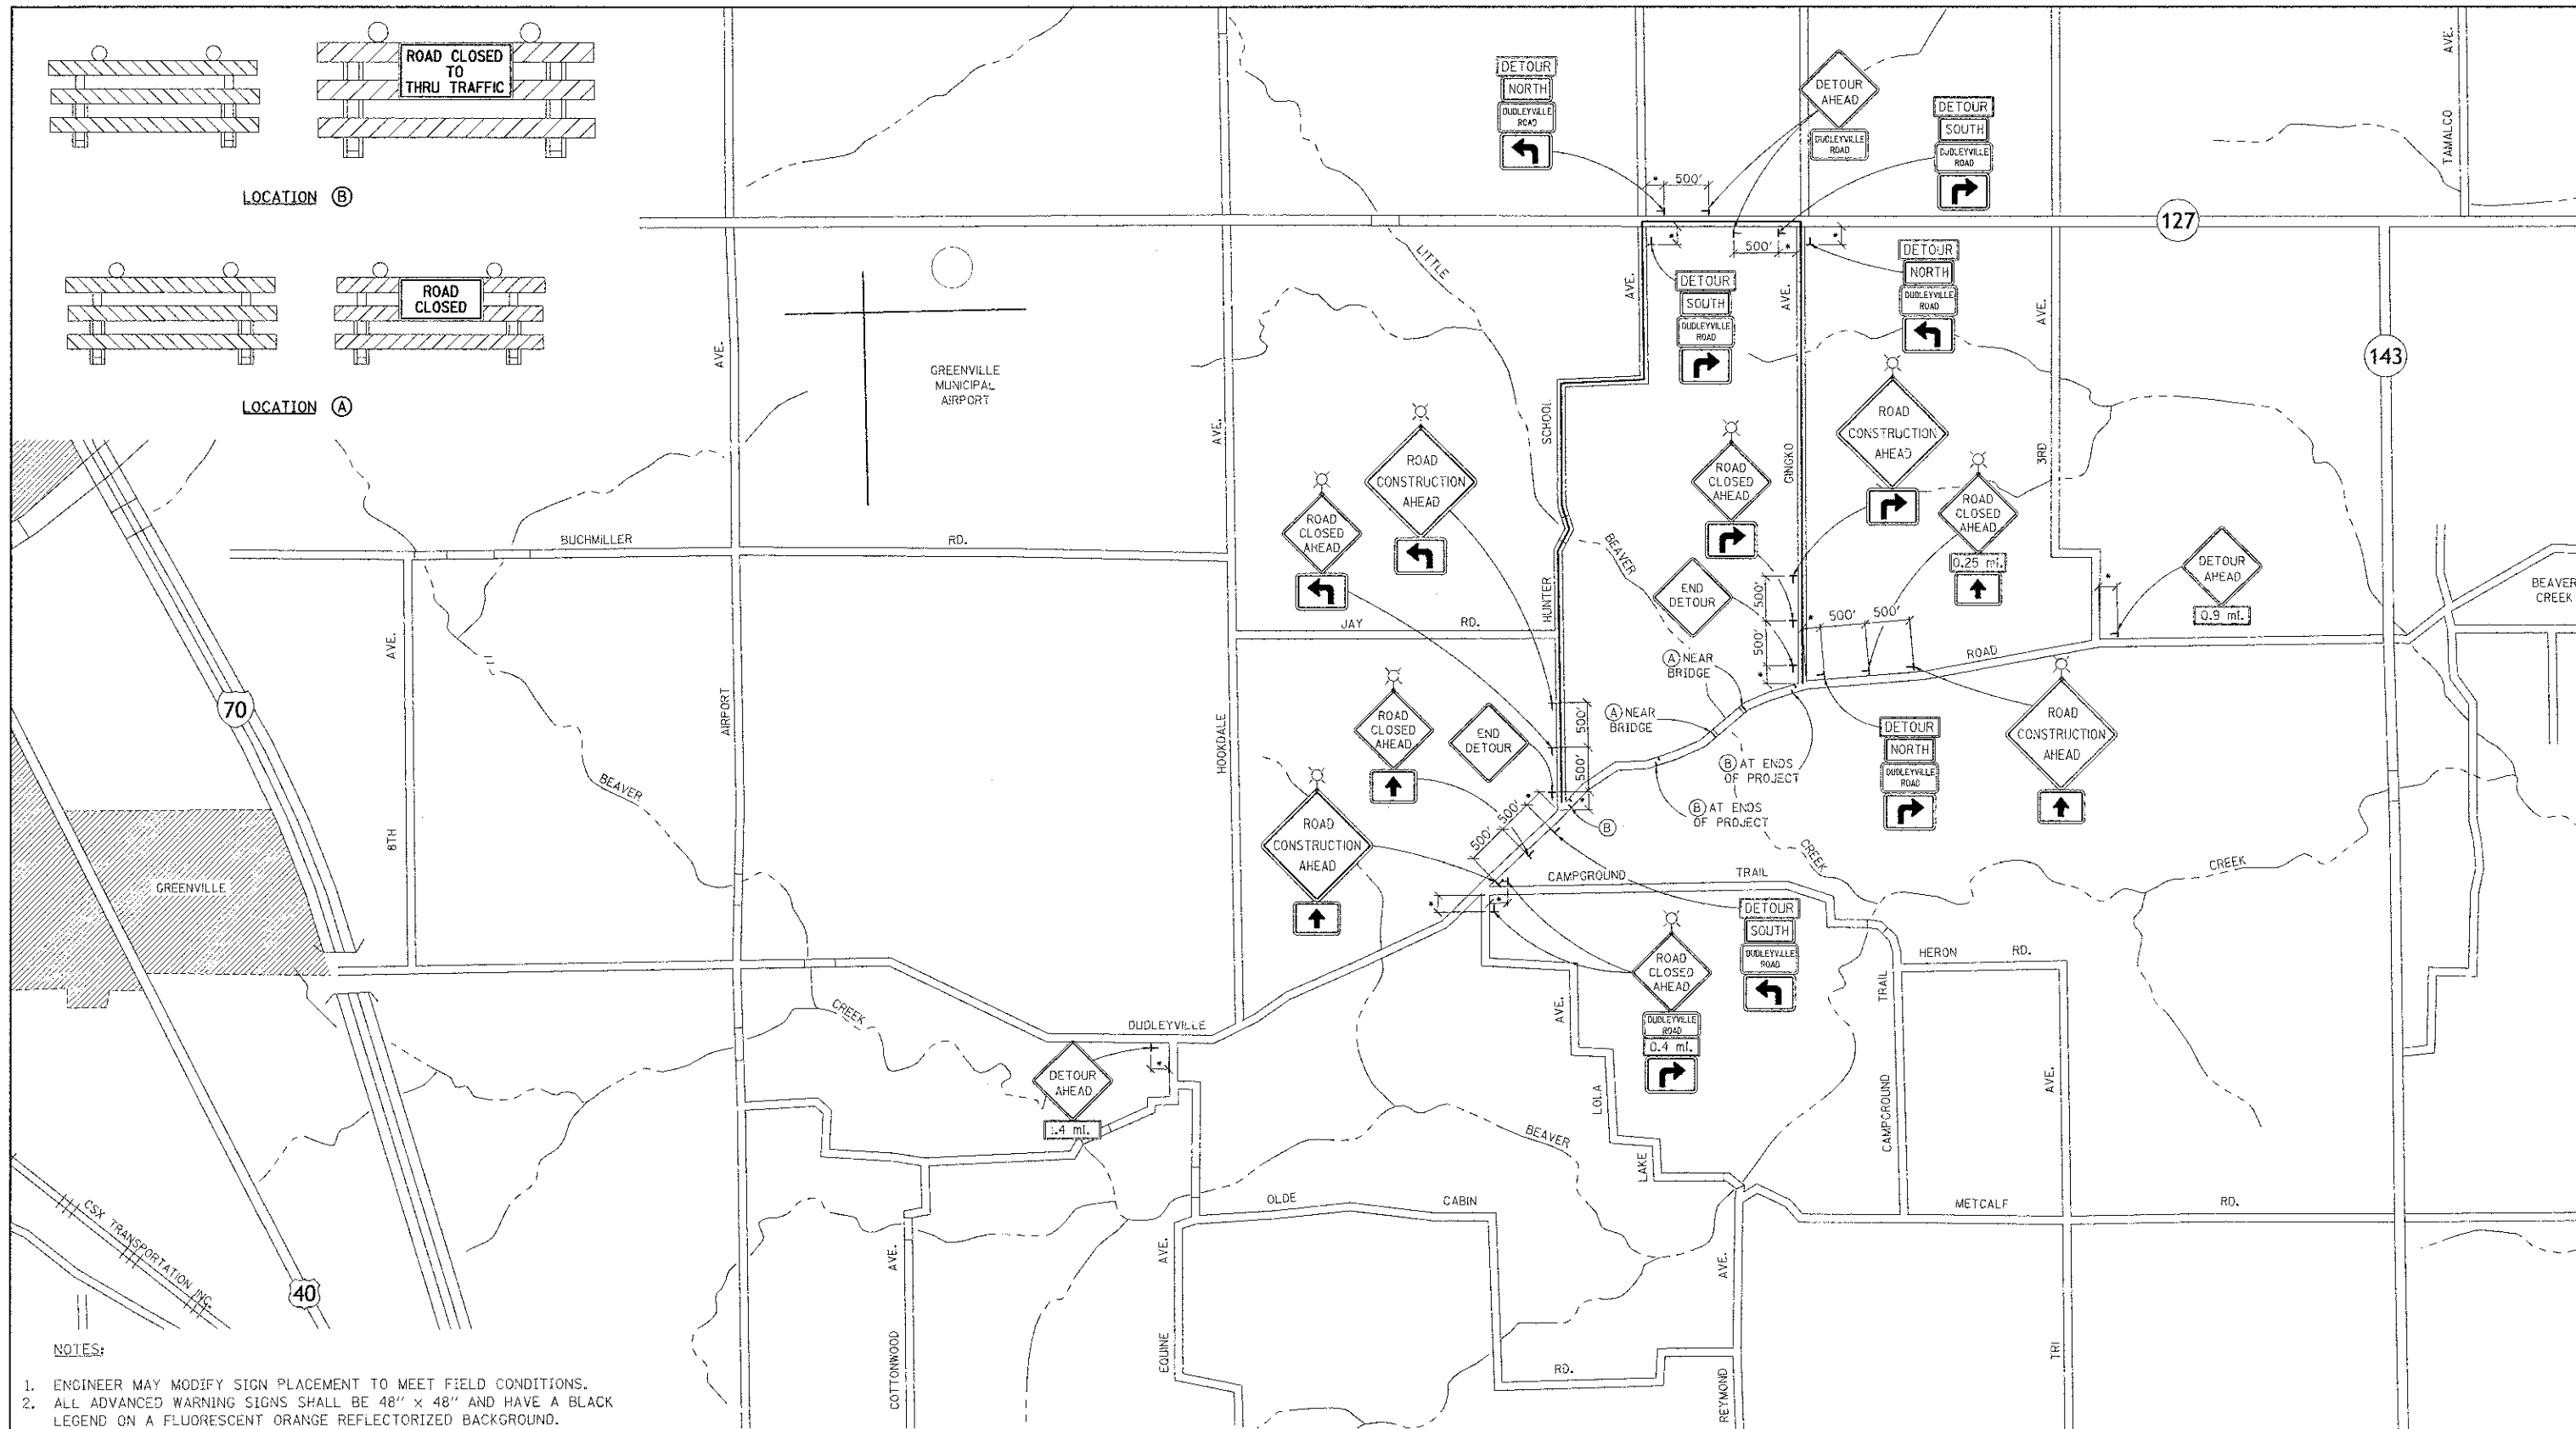 ROAD CLOSED
TO
THRU TRAFFIC
LOCATION Ⓑ
ROAD
CLOSED
LOCATION Ⓐ
DETOUR
NORTH
DUDLEYVILLE
ROAD
DETOUR
AHEAD
DUDLEYVILLE
ROAD
DETOUR
SOUTH
DUDLEYVILLE
ROAD
TAMALCO AVE.
* 500'
127
500' *
*
*
LITTLE
AVE.
DETOUR
SOUTH
DUDLEYVILLE
ROAD
AVE.
DETOUR
NORTH
DUDLEYVILLE
ROAD
AVE.
143
AVE.
GREENVILLE
MUNICIPAL
AIRPORT
AVE.
SCHOOL
ROAD
CONSTRUCTION
AHEAD
ROAD
CLOSED
AHEAD
ROAD
CLOSED
AHEAD
GINGKO
ROAD
CONSTRUCTION
AHEAD
ROAD
CLOSED
AHEAD
0.25 mi.
3RD
BUCHMILLER RD.
BEAVER
HUNTER
END
DETOUR
500'
500'
*
* 500' 500'
*
DETOUR
AHEAD
0.9 mi.
BEAVER
CREEK
JAY RD.
AVE.
Ⓐ NEAR
BRIDGE
ROAD
70
AIRPORT
HOOKDALE
ROAD
CLOSED
AHEAD
END
DETOUR
500'
500'
*
Ⓐ NEAR
BRIDGE
Ⓑ AT ENDS
OF PROJECT
Ⓑ AT ENDS
OF PROJECT
DETOUR
NORTH
DUDLEYVILLE
ROAD
ROAD
CONSTRUCTION
AHEAD
BEAVER
8TH
ROAD
CONSTRUCTION
AHEAD
500' 500' *
Ⓑ
CREEK
CREEK
GREENVILLE
CAMPGROUND TRAIL
*
*
DETOUR
SOUTH
DUDLEYVILLE
ROAD
ROAD
CLOSED
AHEAD
DUDLEYVILLE
ROAD
0.4 mi.
HERON RD.
TRAIL
CREEK
DUDLEYVILLE
AVE.
DETOUR
AHEAD
*
LOLA
CAMPGROUND
AVE.
BEAVER
LAKE
CSX TRANSPORTATION INC.
40
OLDE CABIN
METCALF RD.
AVE.
AVE.
AVE.
COTTONWOOD
EQUINE
RD.
REYMOND
TRI
NOTES:
1. ENGINEER MAY MODIFY SIGN PLACEMENT TO MEET FIELD CONDITIONS.
2. ALL ADVANCED WARNING SIGNS SHALL BE 48" x 48" AND HAVE A BLACK
LEGEND ON A FLUORESCENT ORANGE REFLECTORIZED BACKGROUND.